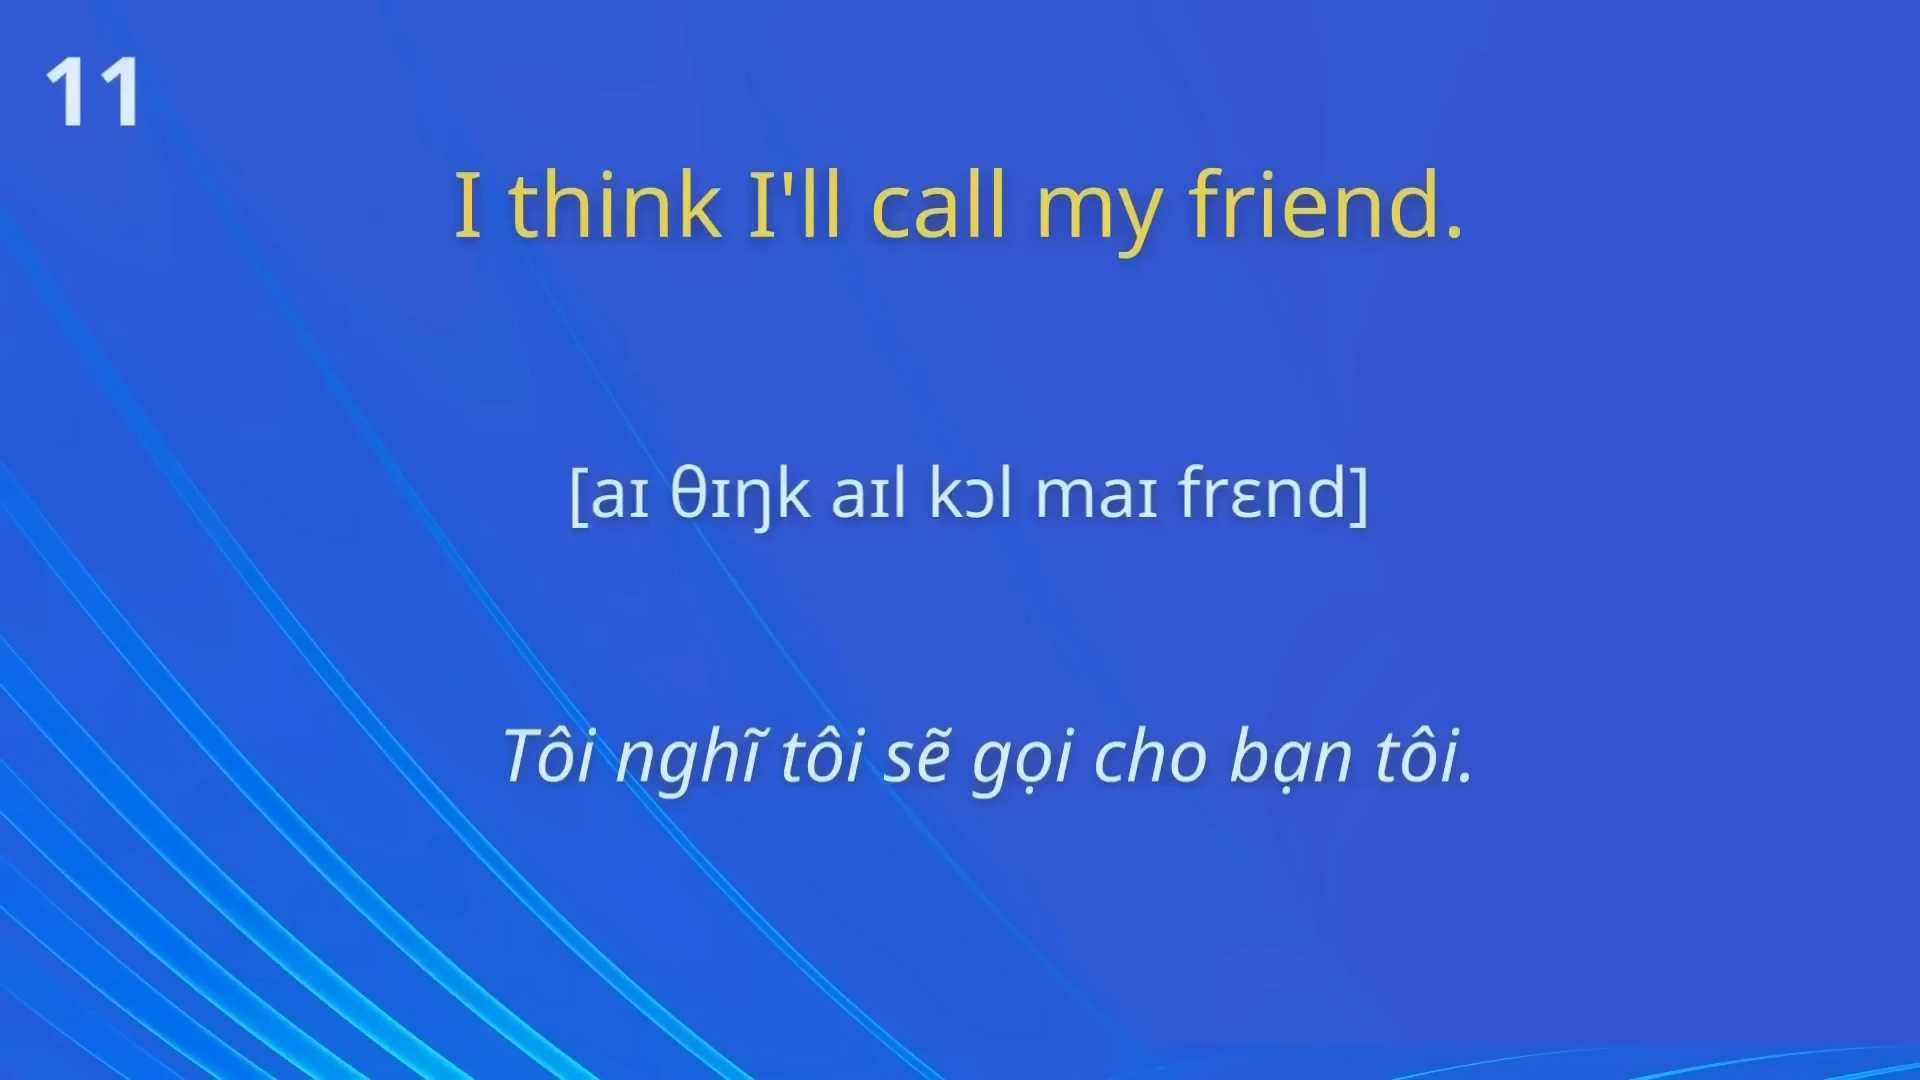 11
I think I'll call my friend.
[aɪ θɪŋk aɪl kɔl maɪ frɛnd]
Tôi nghĩ tôi sẽ gọi cho bạn tôi.